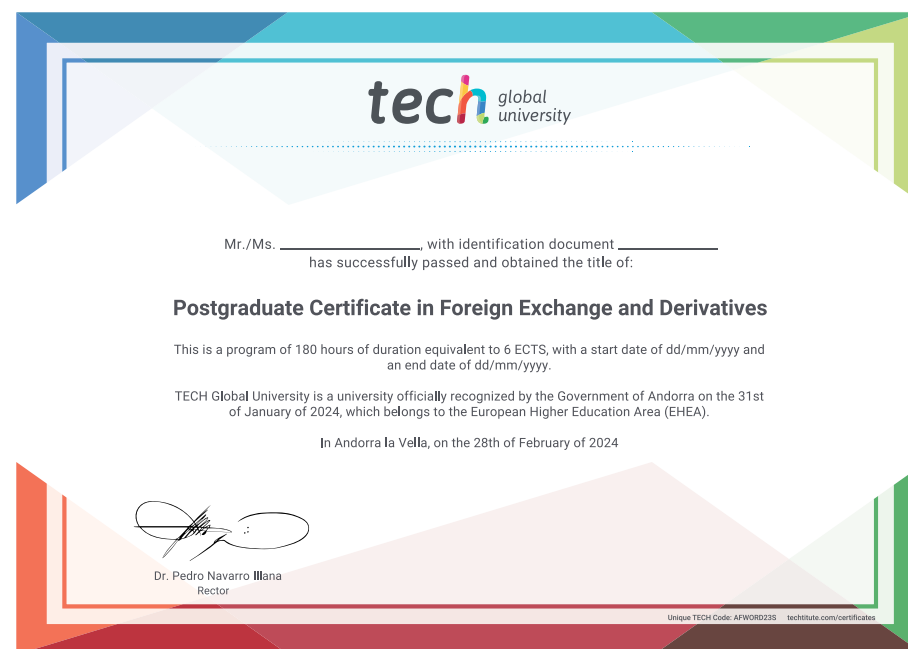 tech global university
Mr./Ms. ____________, with identification document ____________
has successfully passed and obtained the title of:
Postgraduate Certificate in Foreign Exchange and Derivatives
This is a program of 180 hours of duration equivalent to 6 ECTS, with a start date of dd/mm/yyyy and
an end date of dd/mm/yyyy.
TECH Global University is a university officially recognized by the Government of Andorra on the 31st
of January of 2024, which belongs to the European Higher Education Area (EHEA).
In Andorra la Vella, on the 28th of February of 2024
Dr. Pedro Navarro Illana
Rector
Unique TECH Code: AFWORD23S techtitute.com/certificates